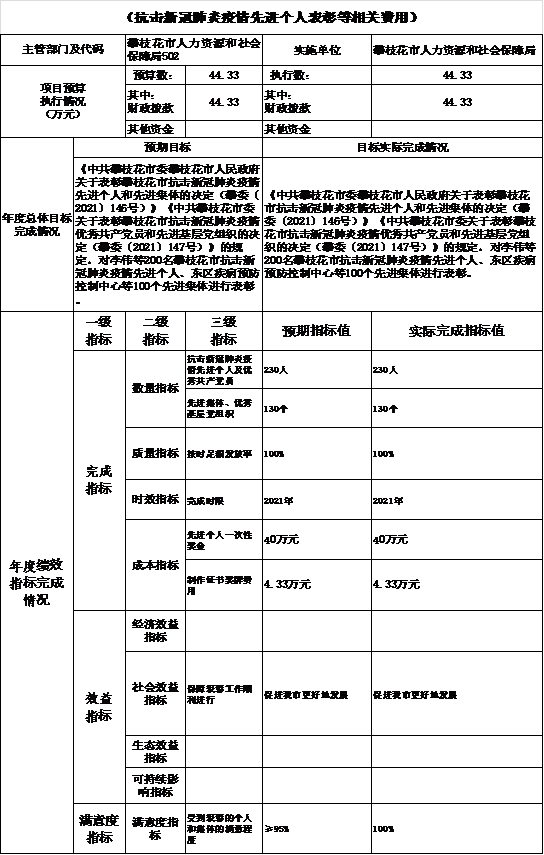 （抗击新冠肺炎疫情先进个人表彰等相关费用）
主管部门及代码
攀枝花市人力资源和社会
保障局502
实施单位
攀枝花市人力资源和社会保障局
项目预算
执行情况
（万元）
预算数：
44.33
执行数：
44.33
其中：
财政拨款
44.33
其中：
财政拨款
44.33
其他资金
其他资金
年度总体目标
完成情况
预期目标
目标实际完成情况
《中共攀枝花市委攀枝花市人民政府
关于表彰攀枝花市抗击新冠肺炎疫情
先进个人和先进集体的决定（攀委〔
2021〕146号）》《中共攀枝花市委
关于表彰攀枝花市抗击新冠肺炎疫情
优秀共产党员和先进基层党组织的决
定（攀委〔2021〕147号）》的规
定，对李伟等200名攀枝花市抗击新
冠肺炎疫情先进个人、东区疾病预防
控制中心等100个先进集体进行表彰
。
《中共攀枝花市委攀枝花市人民政府关于表彰攀枝花
市抗击新冠肺炎疫情先进个人和先进集体的决定（攀
委〔2021〕146号）》《中共攀枝花市委关于表彰攀枝
花市抗击新冠肺炎疫情优秀共产党员和先进基层党组
织的决定（攀委〔2021〕147号）》的规定，对李伟等
200名攀枝花市抗击新冠肺炎疫情先进个人、东区疾病
预防控制中心等100个先进集体进行表彰。
年度绩效
指标完成
情况
一级
指标
二级
指标
三级
指标
预期指标值
实际完成指标值
完成
指标
数量指标
抗击新冠肺炎疫
情先进个人及优
秀共产党员
230人
230人
先进集体、优秀
基层党组织
130个
130个
质量指标
按时足额发放率
100%
100%
时效指标
完成时限
2021年
2021年
成本指标
先进个人一次性
奖金
40万元
40万元
制作证书奖牌费
用
4.33万元
4.33万元
效益
指标
经济效益
指标
社会效益
指标
保障表彰工作顺
利进行
促进我市更好地发展
促进我市更好地发展
生态效益
指标
可持续影
响指标
满意度
指标
满意度指
标
受到表彰的个人
和集体的满意程
度
≥95%
100%